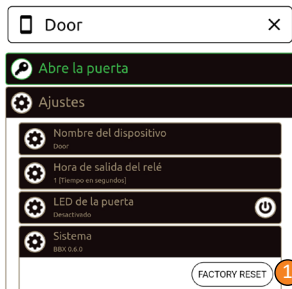 Door
Abre la puerta
Ajustes
Nombre del dispositivo
Door
Hora de salida del relé
1 [Tiempo en segundos]
LED de la puerta
Desactivado
Sistema
BBX 0.6.0
FACTORY RESET
1